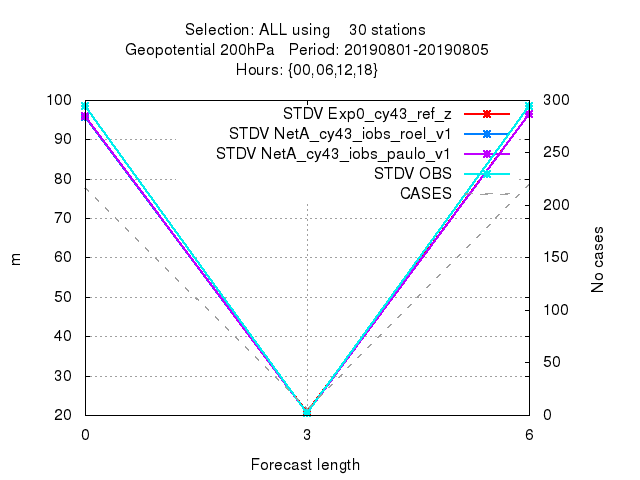 Selection: ALL using 30 stations
Geopotential 200hPa Period: 20190801-20190805
Hours: {00,06,12,18}
100
90
80
70
60
50
40
30
20
m
STDV Exp0_cy43_ref_z
STDV NetA_cy43_iobs_roel_v1
STDV NetA_cy43_iobs_paulo_v1
STDV OBS
CASES
300
250
200
150
100
50
0
No cases
0 3 6
Forecast length